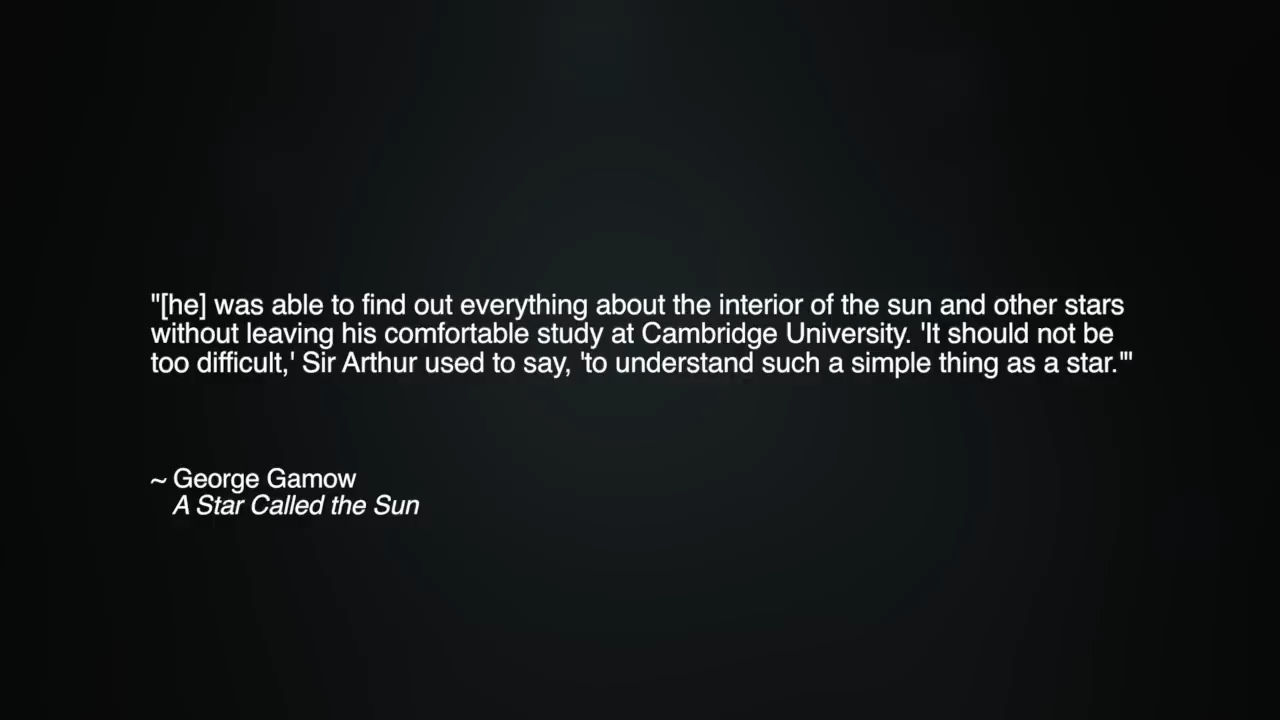 "[he] was able to find out everything about the interior of the sun and other stars
without leaving his comfortable study at Cambridge University. 'It should not be
too difficult,' Sir Arthur used to say, 'to understand such a simple thing as a star.'"
~ George Gamow
A Star Called the Sun